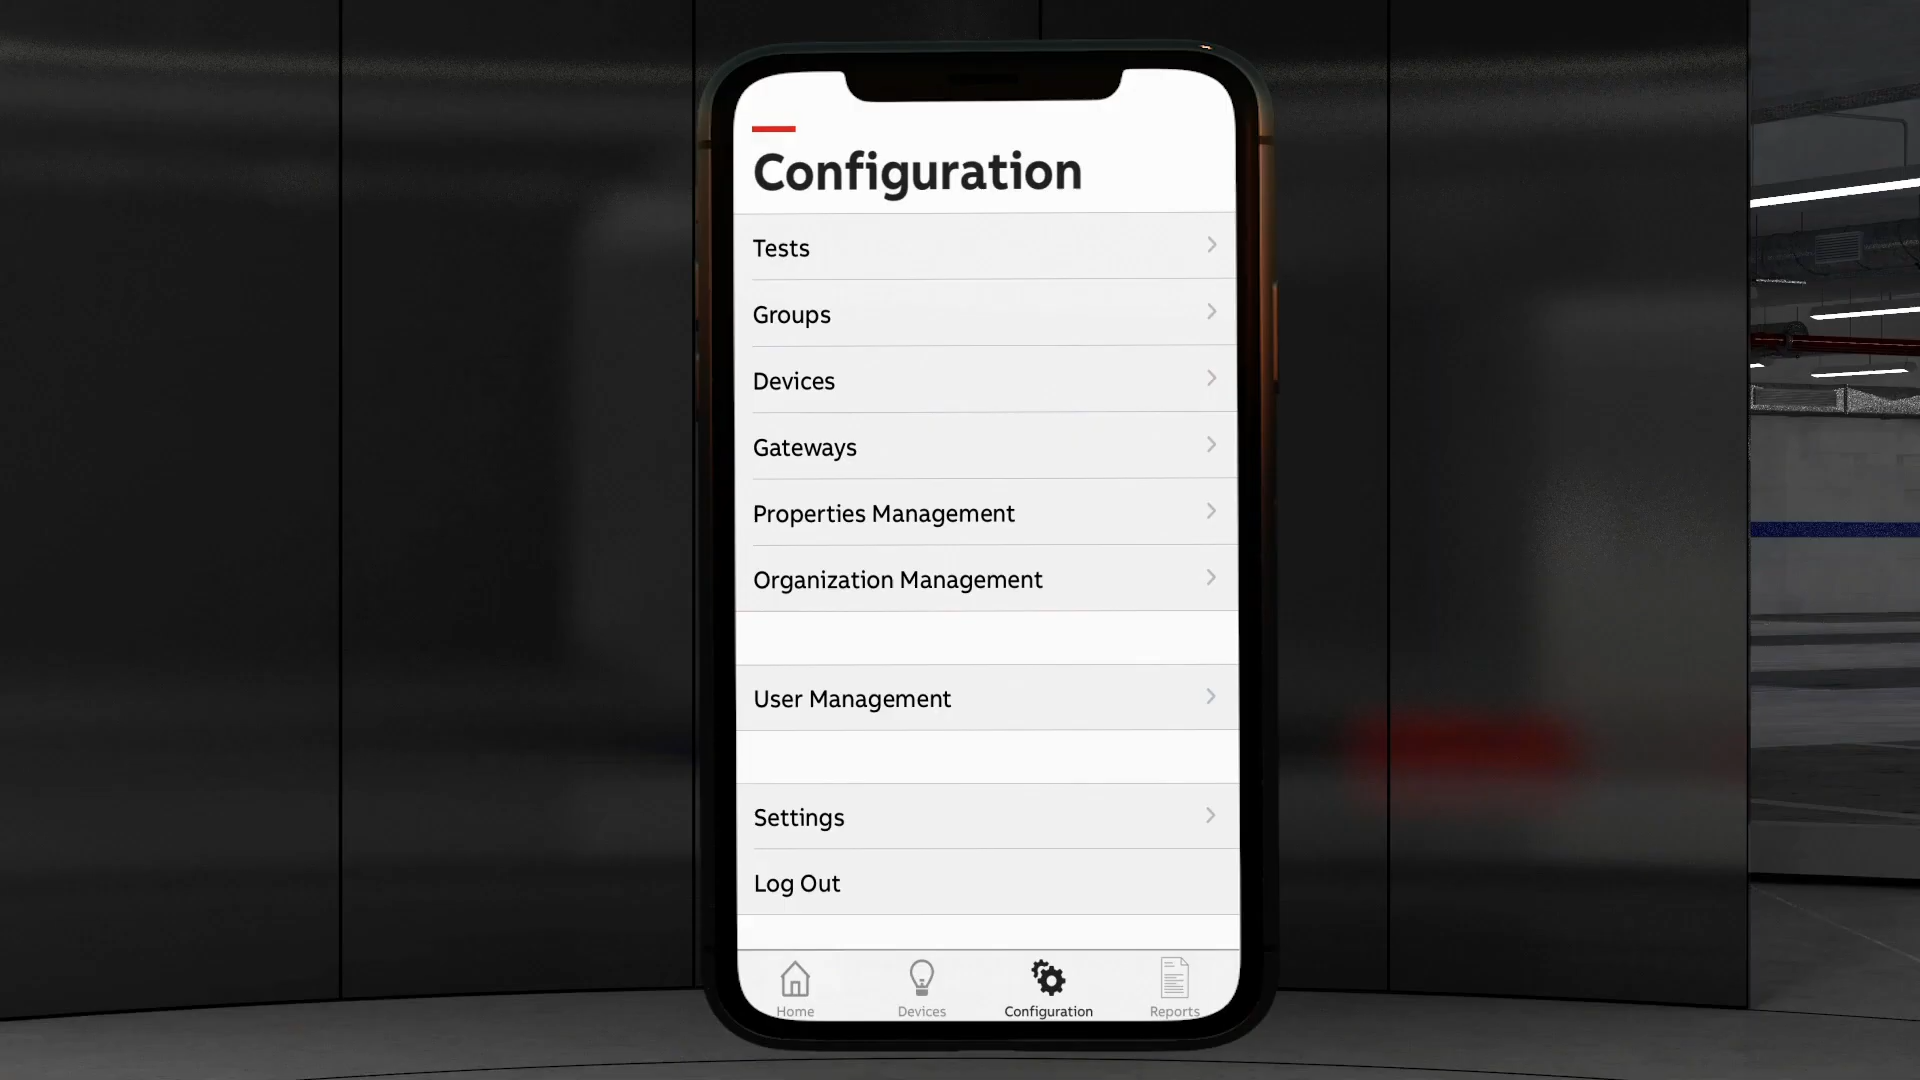 Configuration
Tests
Groups
Devices
Gateways
Properties Management
Organization Management
User Management
Settings
Log Out
Home
Devices
Configuration
Reports